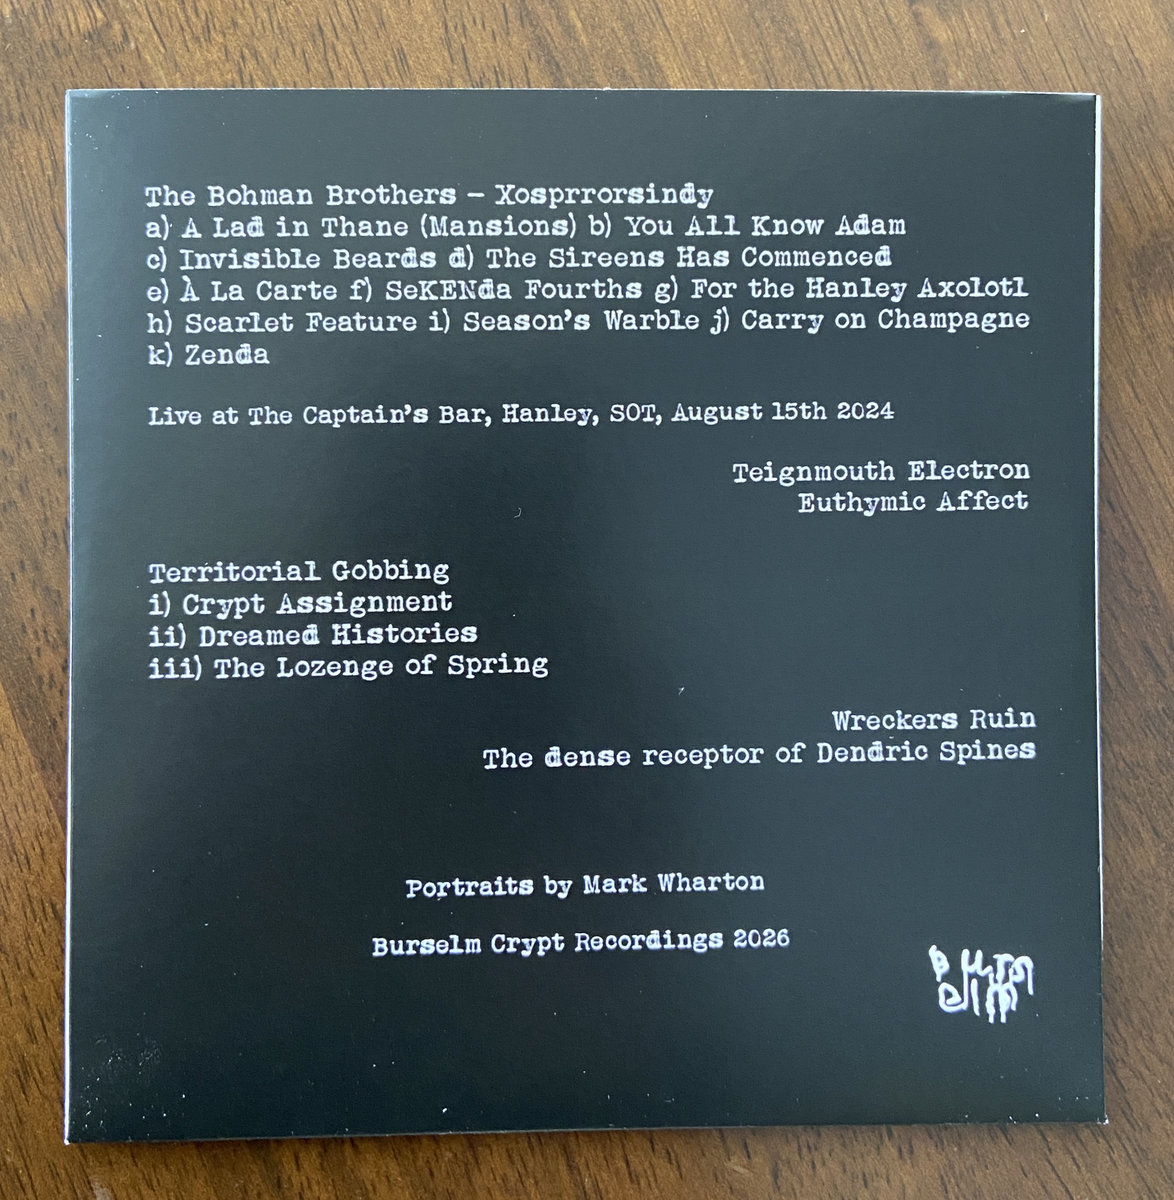 The Bohman Brothers – Xosprrorsindy
a) A Lad in Thane (Mansions) b) You All Know Adam
c) Invisible Beards d) The Sireens Has Commenced
e) À La Carte f) SeKENda Fourths g) For the Hanley Axolotl
h) Scarlet Feature i) Season's Warble j) Carry on Champagne
k) Zenda
Live at The Captain's Bar, Hanley, SOT, August 15th 2024
Teignmouth Electron
Euthymic Affect
Territorial Gobbing
i) Crypt Assignment
ii) Dreamed Histories
iii) The Lozenge of Spring
Wreckers Ruin
The dense receptor of Dendric Spines
Portraits by Mark Wharton
Burselm Crypt Recordings 2026
burs
elm